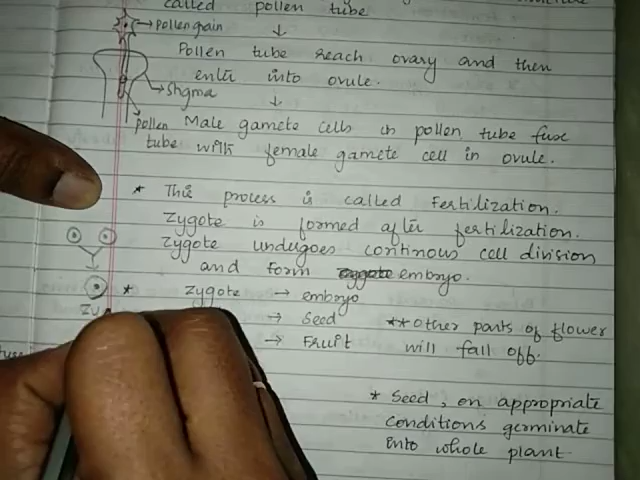 called pollen tube
→ pollen grain
↓
Pollen tube reach ovary and then
enter into ovule.
→ Stigma
↓
pollen tube
Male gamete cells in pollen tube fuse
with female gamete cell in ovule.
* This process is called Fertilization.
Zygote is formed after fertilization.
Zygote undergoes continous cell division
and form embryo.
* Zygote → embryo
→ Seed
→ Fruit
** Other parts of flower
will fall off.
* Seed, on appropriate
conditions germinate
into whole plant.